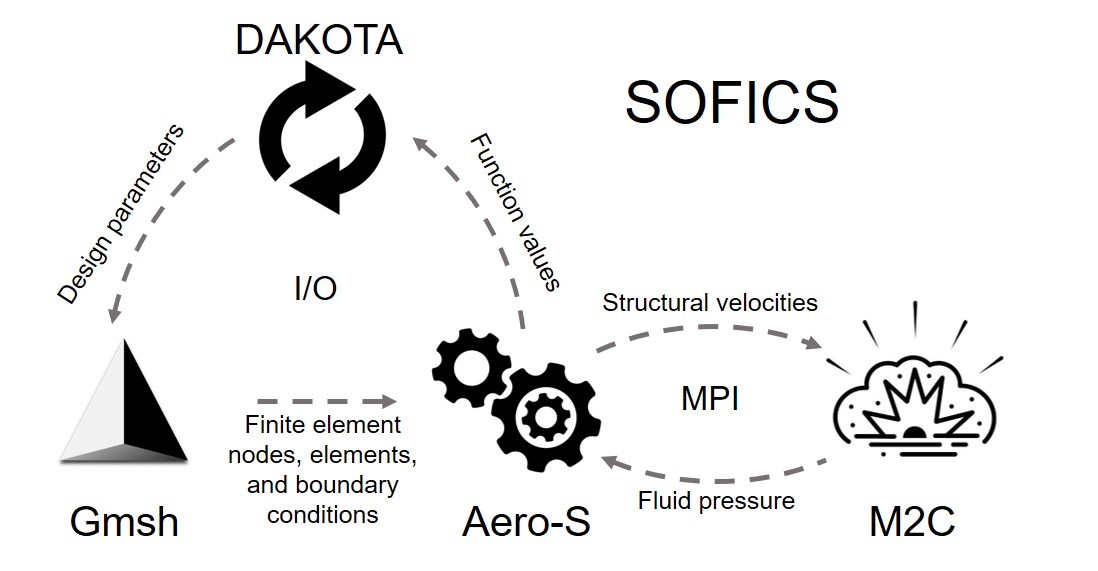 DAKOTA
SOFICS
Design parameters
Function values
I/O
Structural velocities
MPI
Finite element
nodes, elements,
and boundary
conditions
Fluid pressure
Gmsh
Aero-S
M2C